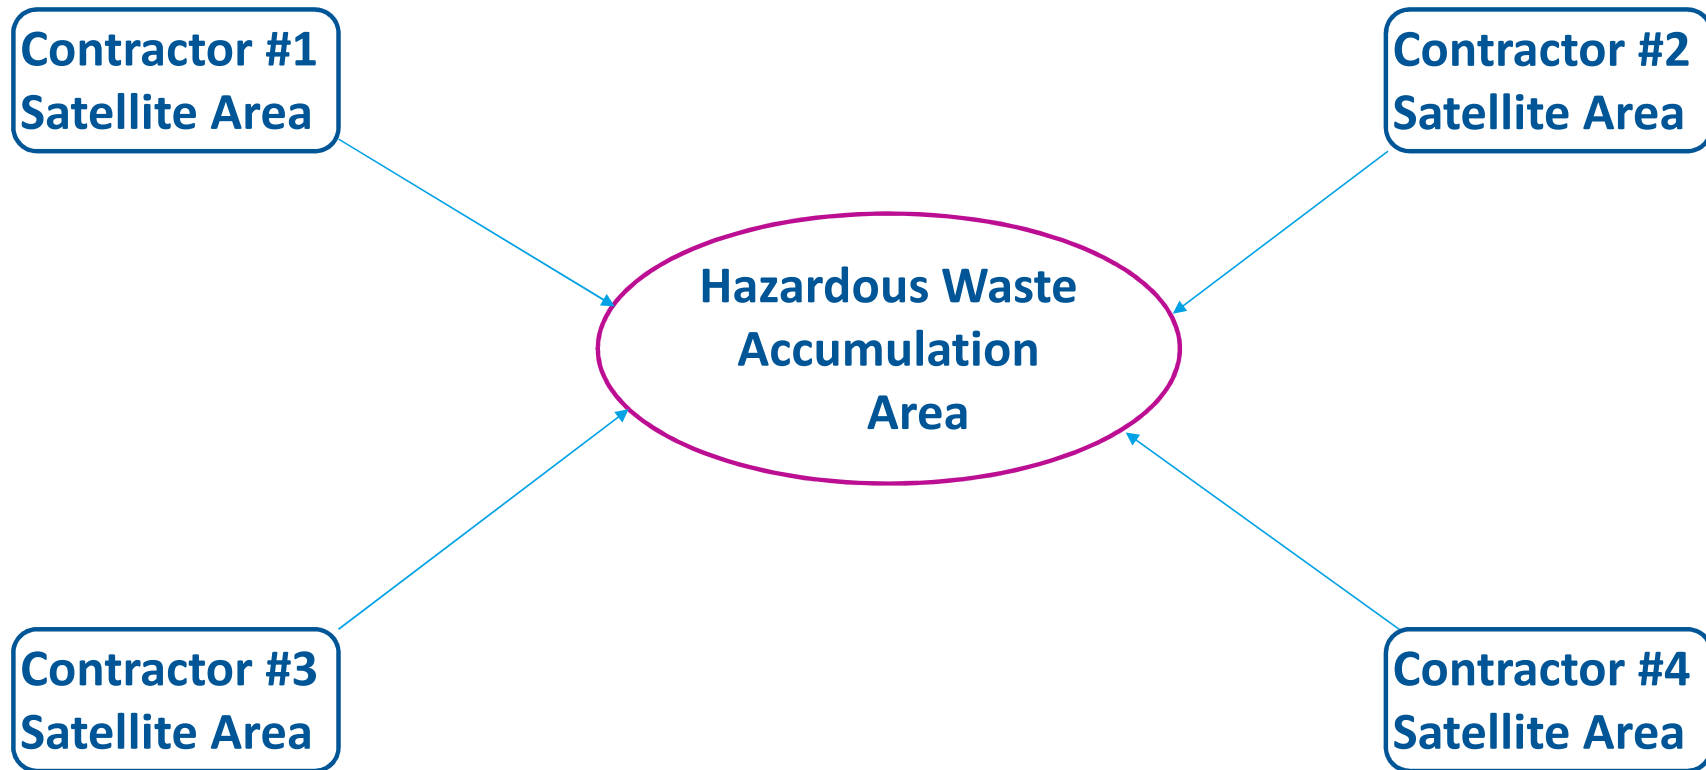 Contractor #1
Satellite Area
Contractor #2
Satellite Area
Hazardous Waste
Accumulation
Area
Contractor #3
Satellite Area
Contractor #4
Satellite Area